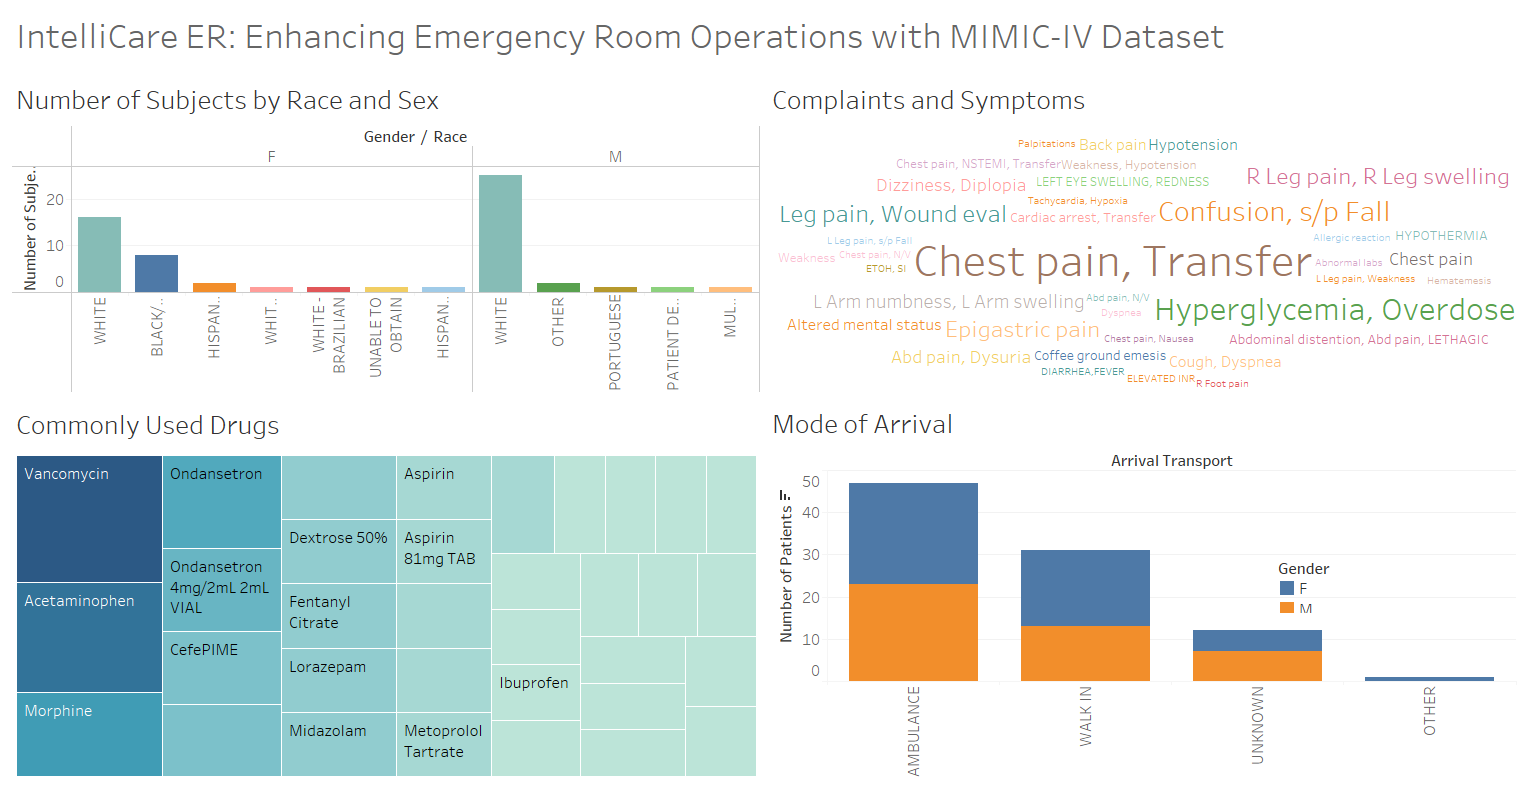 IntelliCare ER: Enhancing Emergency Room Operations with MIMIC-IV Dataset
Number of Subjects by Race and Sex
Gender / Race
F
M
Number of Subje..
20
10
0
WHITE
BLACK/..
HISPAN..
WHIT..
WHITE -
BRAZILIAN
UNABLE TO
OBTAIN
HISPAN..
WHITE
OTHER
PORTUGUESE
PATIENT DE..
MUL..
Complaints and Symptoms
Palpitations
Back pain
Hypotension
Chest pain, NSTEMI, Transfer
Weakness, Hypotension
Dizziness, Diplopia
LEFT EYE SWELLING, REDNESS
R Leg pain, R Leg swelling
Tachycardia, Hypoxia
Leg pain, Wound eval
Cardiac arrest, Transfer
Confusion, s/p Fall
L Leg pain, s/p Fall
Allergic reaction
HYPOTHERMIA
Weakness
Chest pain, N/V
ETOH, SI
Chest pain, Transfer
Abnormal labs
Chest pain
L Leg pain, Weakness
Hematemesis
L Arm numbness, L Arm swelling
Abd pain, N/V
Dyspnea
Hyperglycemia, Overdose
Altered mental status
Epigastric pain
Chest pain, Nausea
Abdominal distention, Abd pain, LETHAGIC
Abd pain, Dysuria
Coffee ground emesis
Cough, Dyspnea
DIARRHEA,FEVER
ELEVATED INR
R Foot pain
Commonly Used Drugs
Vancomycin
Acetaminophen
Morphine
Ondansetron
Ondansetron
4mg/2mL 2mL
VIAL
CefePIME
Dextrose 50%
Fentanyl
Citrate
Lorazepam
Midazolam
Aspirin
Aspirin
81mg TAB
Metoprolol
Tartrate
Ibuprofen
Mode of Arrival
Arrival Transport
Number of Patients
50
40
30
20
10
0
Gender
F
M
AMBULANCE
WALK IN
UNKNOWN
OTHER